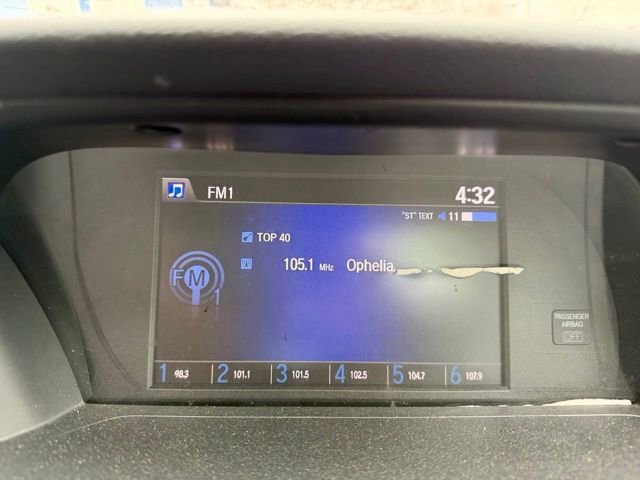 FM1 4:32
"ST" TEXT 11
TOP 40
105.1 MHz Ophelia
FM
1
PASSENGER
AIRBAG
OFF
1 98.3 2 101.1 3 101.5 4 102.5 5 104.7 6 107.9